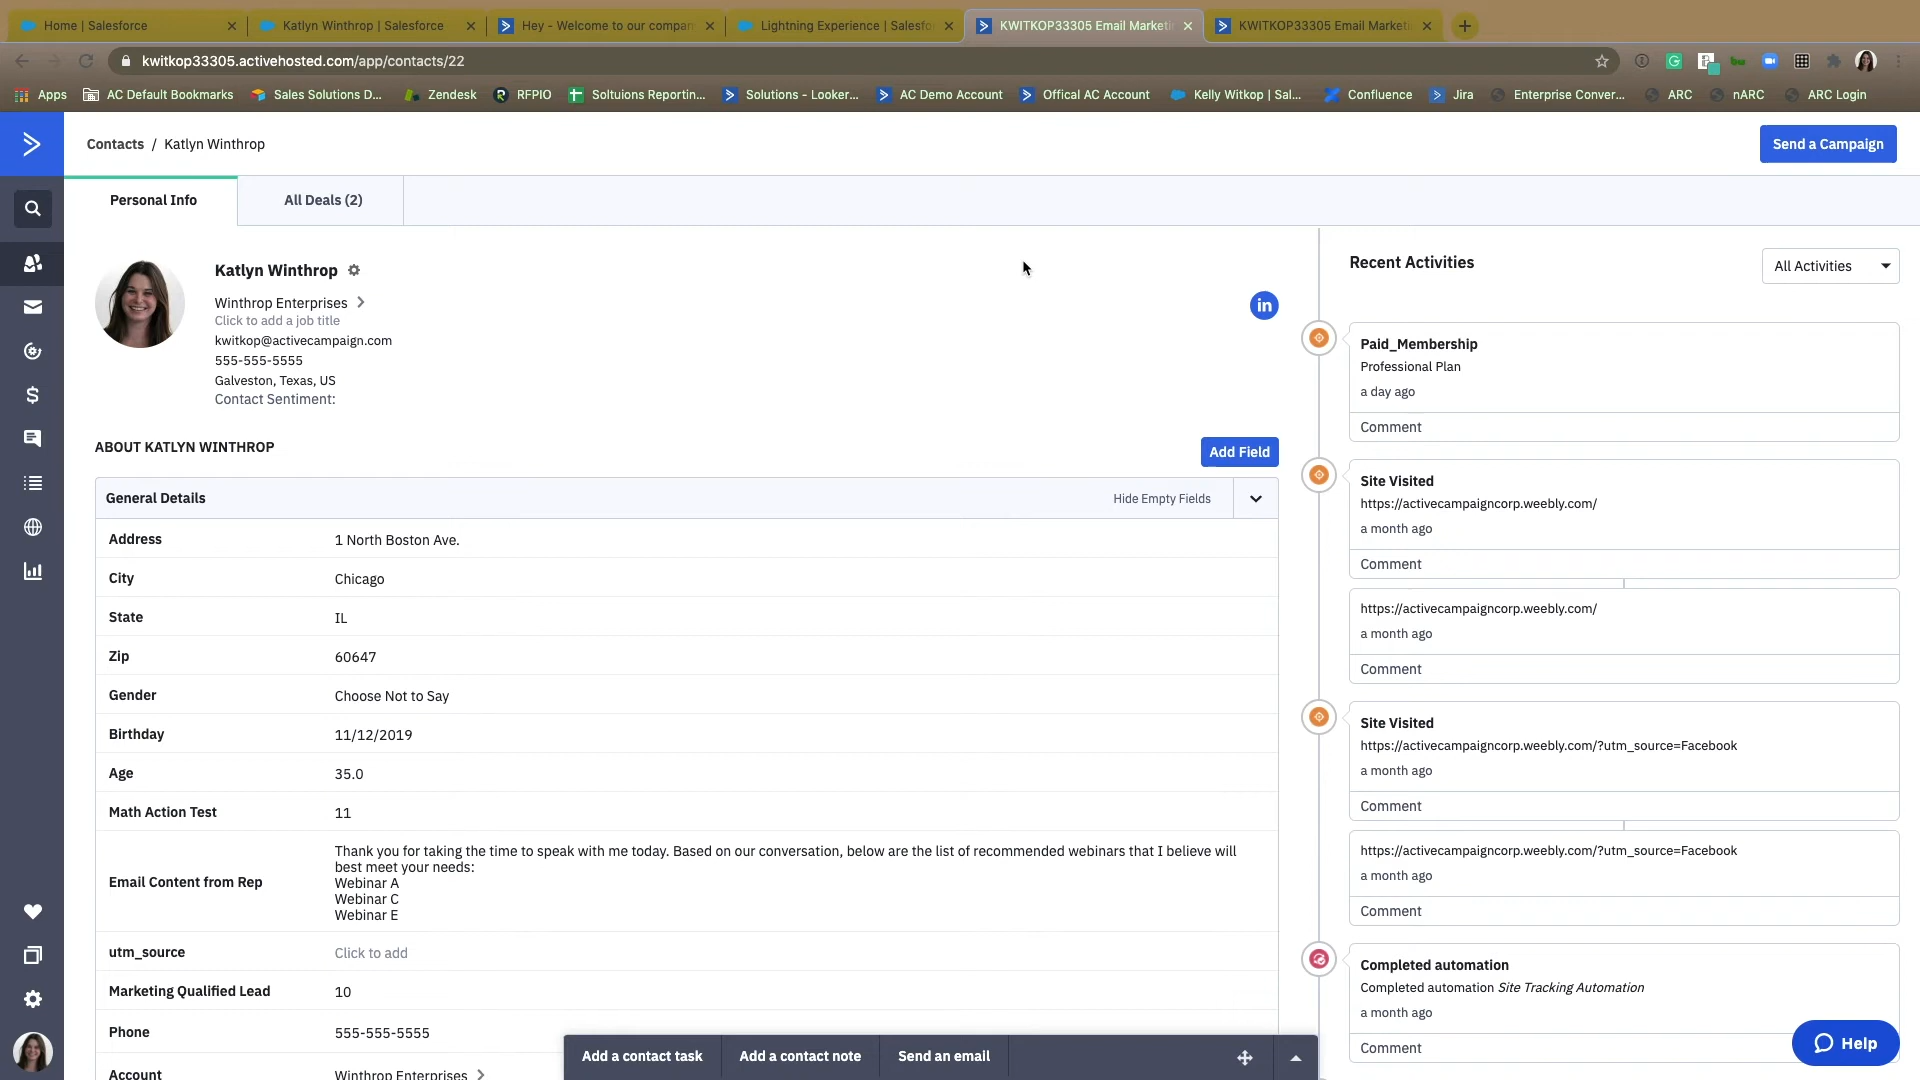 Home | Salesforce
Katlyn Winthrop | Salesforce
Hey - Welcome to our compan
Lightning Experience | Salesfo
KWITKOP33305 Email Marketi
KWITKOP33305 Email Marketi
kwitkop33305.activehosted.com/app/contacts/22
Apps
AC Default Bookmarks
Sales Solutions D...
Zendesk
RFPIO
Soltuions Reportin...
Solutions - Looker...
AC Demo Account
Offical AC Account
Kelly Witkop | Sal...
Confluence
Jira
Enterprise Conver...
ARC
nARC
ARC Login
Contacts / Katlyn Winthrop
Send a Campaign
Personal Info
All Deals (2)
Katlyn Winthrop
Winthrop Enterprises
Click to add a job title
kwitkop@activecampaign.com
555-555-5555
Galveston, Texas, US
Contact Sentiment:
in
ABOUT KATLYN WINTHROP
Add Field
General Details
Hide Empty Fields
Address
1 North Boston Ave.
City
Chicago
State
IL
Zip
60647
Gender
Choose Not to Say
Birthday
11/12/2019
Age
35.0
Math Action Test
11
Email Content from Rep
Thank you for taking the time to speak with me today. Based on our conversation, below are the list of recommended webinars that I believe will
best meet your needs:
Webinar A
Webinar C
Webinar E
utm_source
Click to add
Marketing Qualified Lead
10
Phone
555-555-5555
Account
Winthrop Enterprises
Add a contact task
Add a contact note
Send an email
Recent Activities
All Activities
Paid_Membership
Professional Plan
a day ago
Comment
Site Visited
https://activecampaigncorp.weebly.com/
a month ago
Comment
https://activecampaigncorp.weebly.com/
a month ago
Comment
Site Visited
https://activecampaigncorp.weebly.com/?utm_source=Facebook
a month ago
Comment
https://activecampaigncorp.weebly.com/?utm_source=Facebook
a month ago
Comment
Completed automation
Completed automation Site Tracking Automation
a month ago
Comment
Help